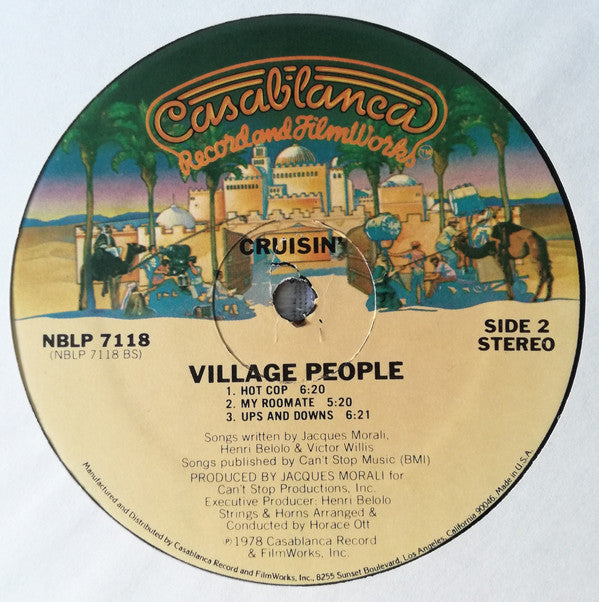 Casablanca
Record and FilmWorks™
CRUISIN'
NBLP 7118
(NBLP 7118 BS)
SIDE 2
STEREO
VILLAGE PEOPLE
1. HOT COP 6:20
2. MY ROOMATE 5:20
3. UPS AND DOWNS 6:21
Songs written by Jacques Morali,
Henri Belolo & Victor Willis
Songs published by Can't Stop Music (BMI)
PRODUCED BY JACQUES MORALI for
Can't Stop Productions, Inc.
Executive Producer: Henri Belolo
Strings & Horns Arranged &
Conducted by Horace Ott
℗ 1978 Casablanca Record
& FilmWorks, Inc.
Manufactured and Distributed by Casablanca Record and FilmWorks, Inc., 8255 Sunset Boulevard, Los Angeles, California 90046. Made in U.S.A.